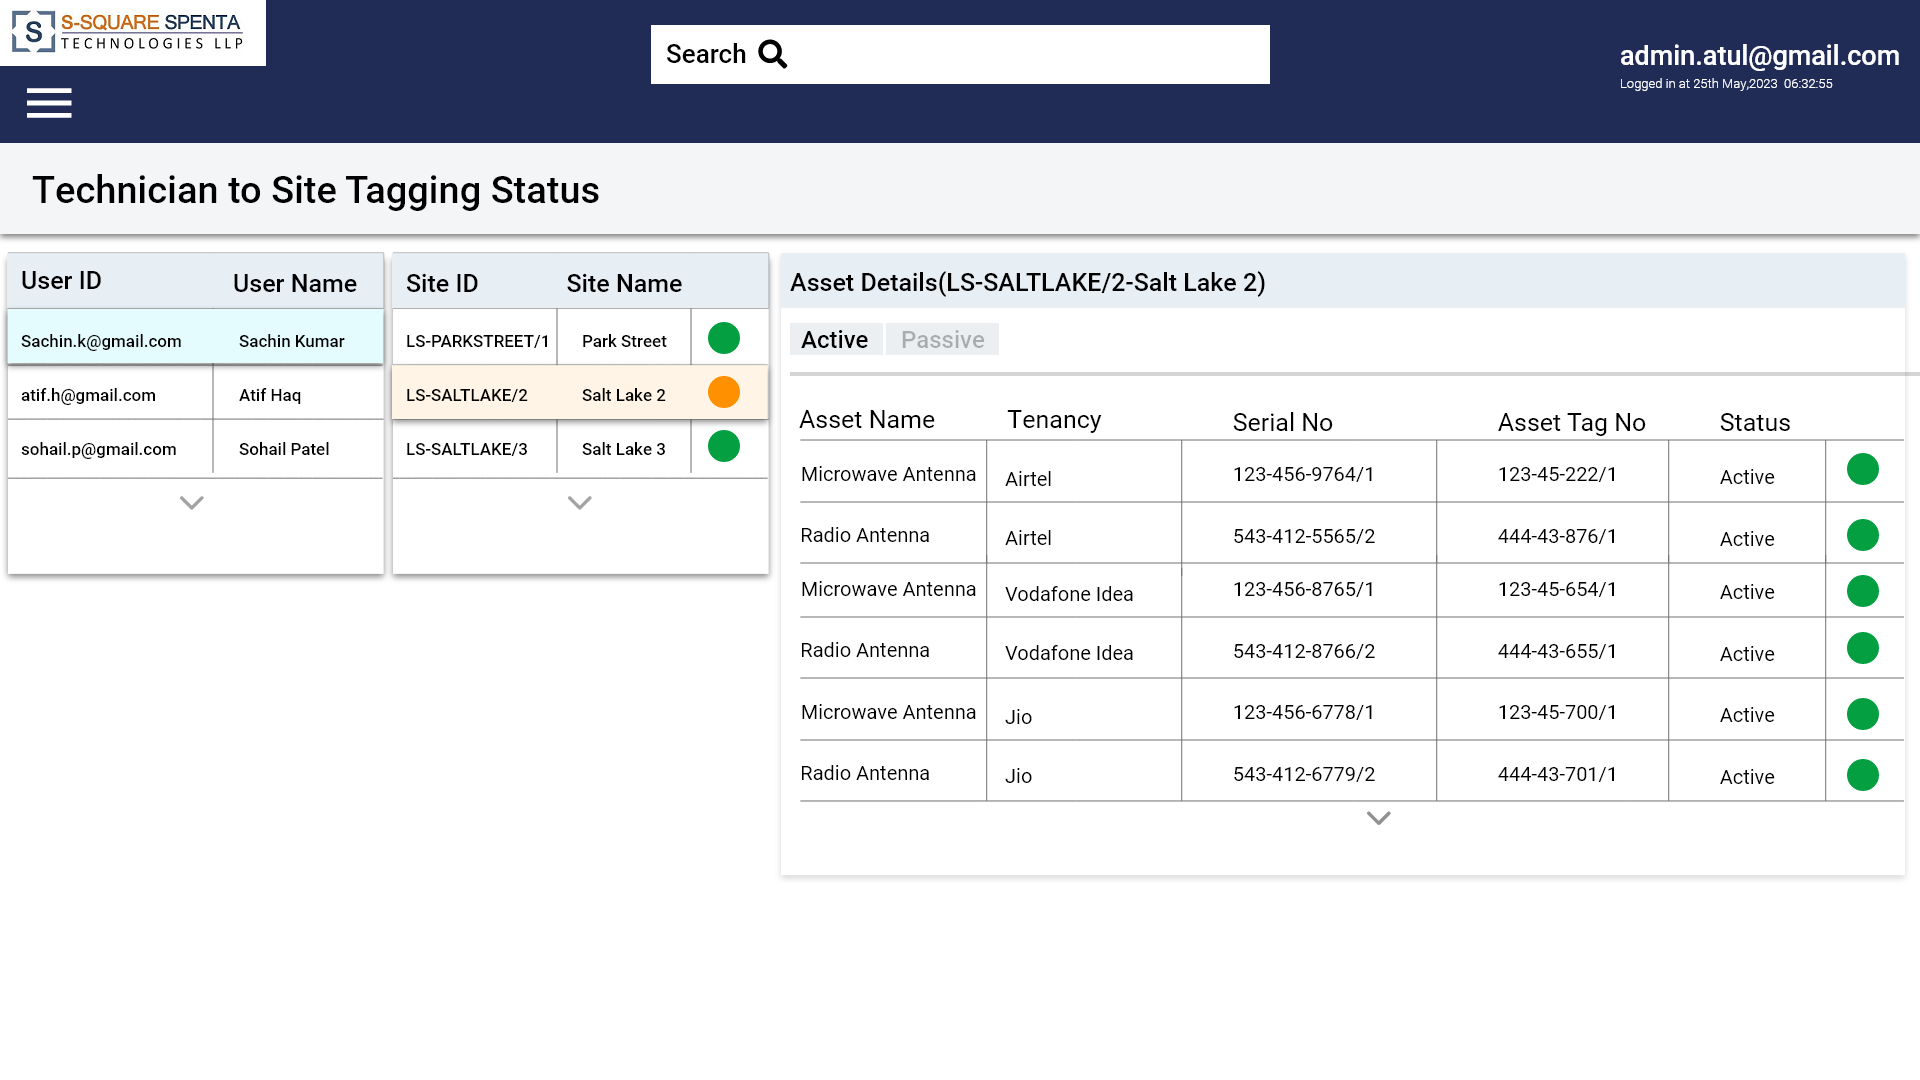 S
S-SQUARE SPENTA
TECHNOLOGIES LLP
Search
admin.atul@gmail.com
Logged in at 25th May,2023 06:32:55
Technician to Site Tagging Status
User ID User Name
Sachin.k@gmail.com Sachin Kumar
atif.h@gmail.com Atif Haq
sohail.p@gmail.com Sohail Patel
Site ID Site Name
LS-PARKSTREET/1 Park Street
LS-SALTLAKE/2 Salt Lake 2
LS-SALTLAKE/3 Salt Lake 3
Asset Details(LS-SALTLAKE/2-Salt Lake 2)
Active Passive
Asset Name Tenancy Serial No Asset Tag No Status
Microwave Antenna Airtel 123-456-9764/1 123-45-222/1 Active
Radio Antenna Airtel 543-412-5565/2 444-43-876/1 Active
Microwave Antenna Vodafone Idea 123-456-8765/1 123-45-654/1 Active
Radio Antenna Vodafone Idea 543-412-8766/2 444-43-655/1 Active
Microwave Antenna Jio 123-456-6778/1 123-45-700/1 Active
Radio Antenna Jio 543-412-6779/2 444-43-701/1 Active